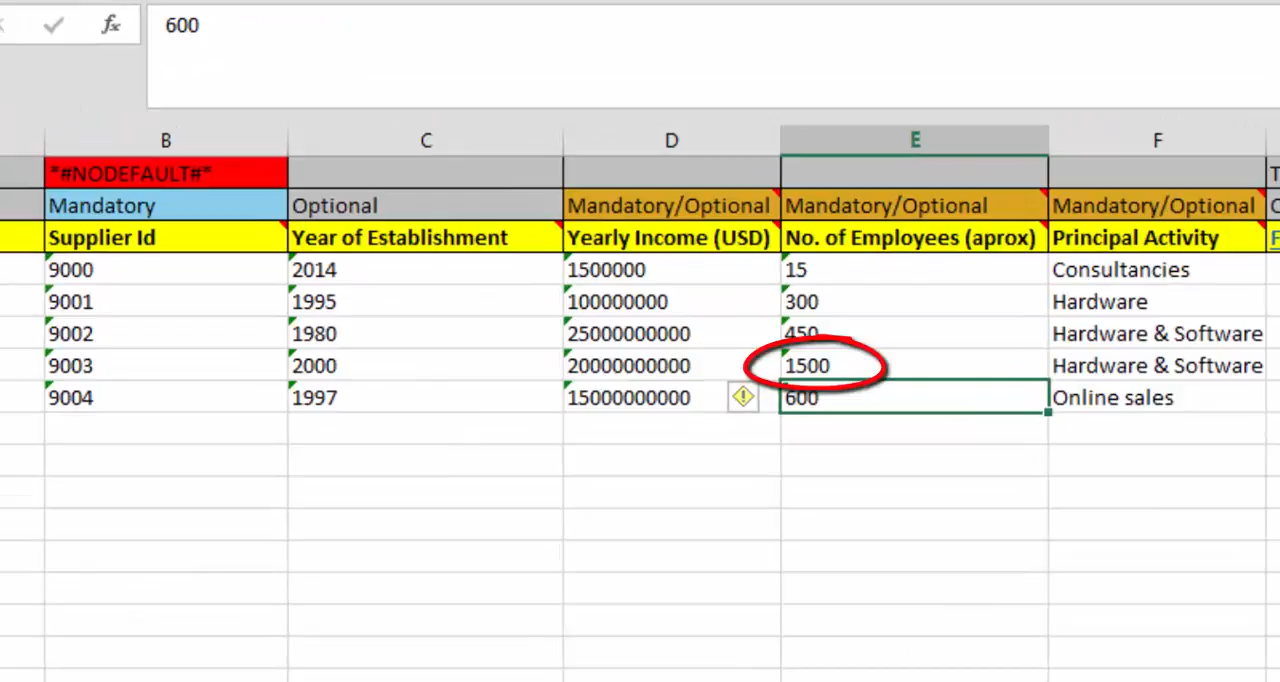 fx 600
B C D E F
*#NODEFAULT#* T
Mandatory Optional Mandatory/Optional Mandatory/Optional Mandatory/Optional
Supplier Id Year of Establishment Yearly Income (USD) No. of Employees (aprox) Principal Activity
9000 2014 1500000 15 Consultancies
9001 1995 100000000 300 Hardware
9002 1980 25000000000 450 Hardware & Software
9003 2000 20000000000 1500 Hardware & Software
9004 1997 15000000000 600 Online sales